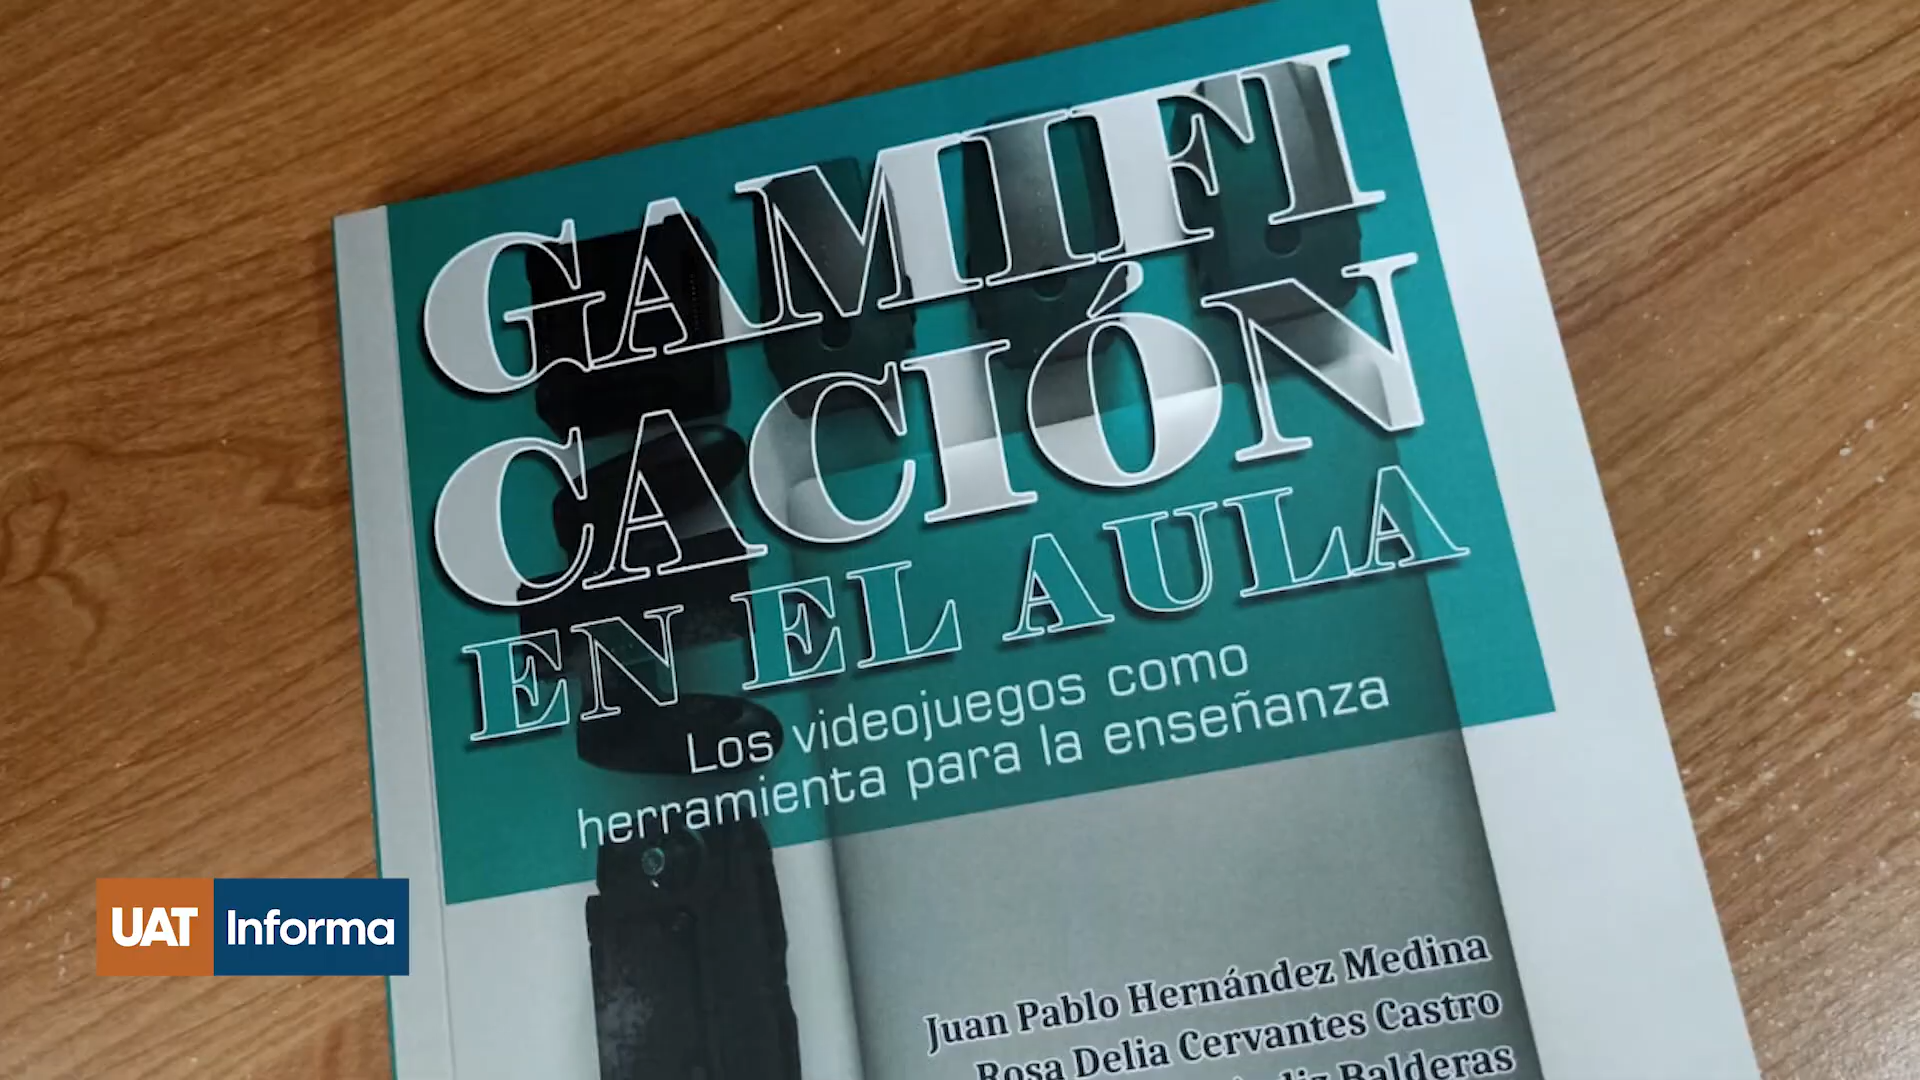 GAMIFI
CACIÓN
EN EL AULA
Los videojuegos como
herramienta para la enseñanza
Juan Pablo Hernández Medina
Rosa Delia Cervantes Castro
Balderas
UAT Informa